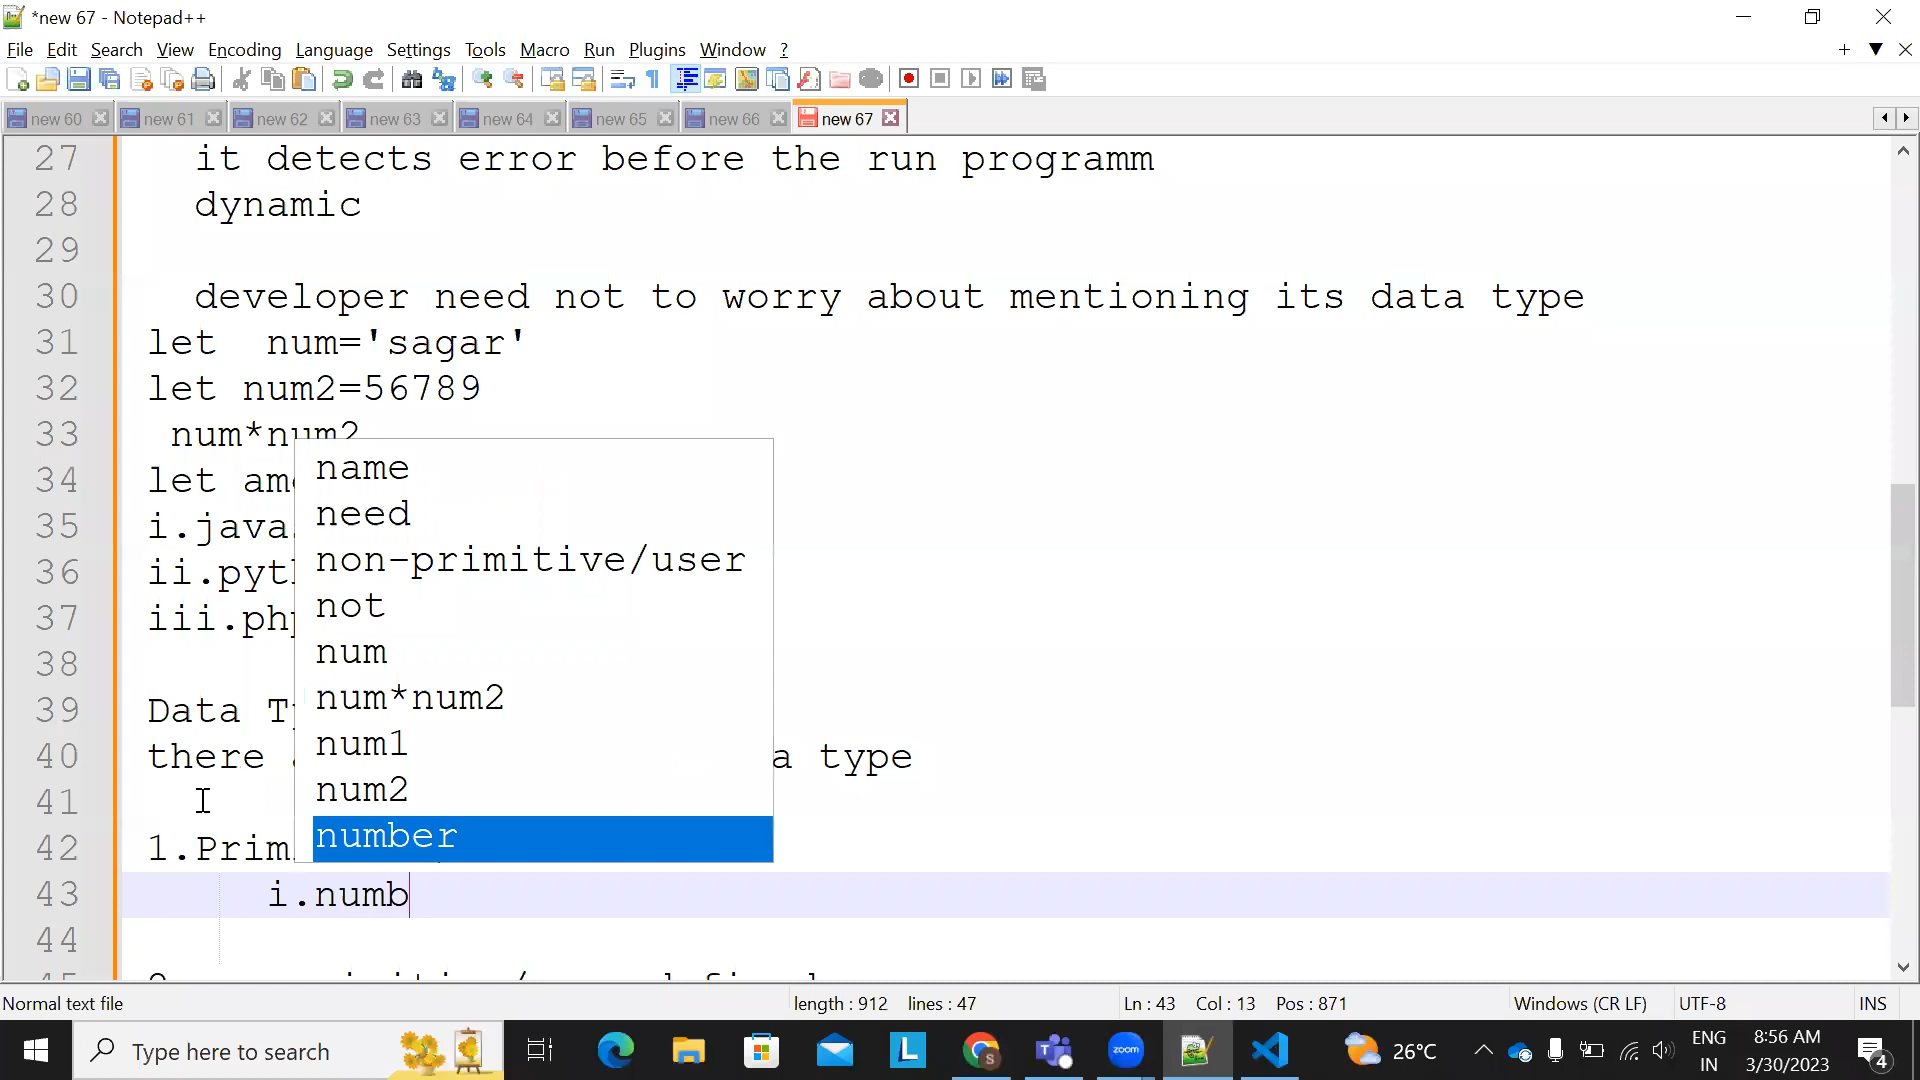 *new 67 - Notepad++
File Edit Search View Encoding Language Settings Tools Macro Run Plugins Window ?
new 60 new 61 new 62 new 63 new 64 new 65 new 66 new 67
27 it detects error before the run programm
28 dynamic
29
30 developer need not to worry about mentioning its data type
31 let  num='sagar'
32 let num2=56789
33 num*num2
34 let am
35 i.java
36 ii.pyt
37 iii.php
38
39 Data Ty
40 there a type
41
42 1.Prim
43 i.numb
44
name
need
non-primitive/user
not
num
num*num2
num1
num2
number
Normal text file length : 912 lines : 47 Ln : 43 Col : 13 Pos : 871 Windows (CR LF) UTF-8 INS
Type here to search
L
S
zoom
26°C
ENG
IN
8:56 AM
3/30/2023
4